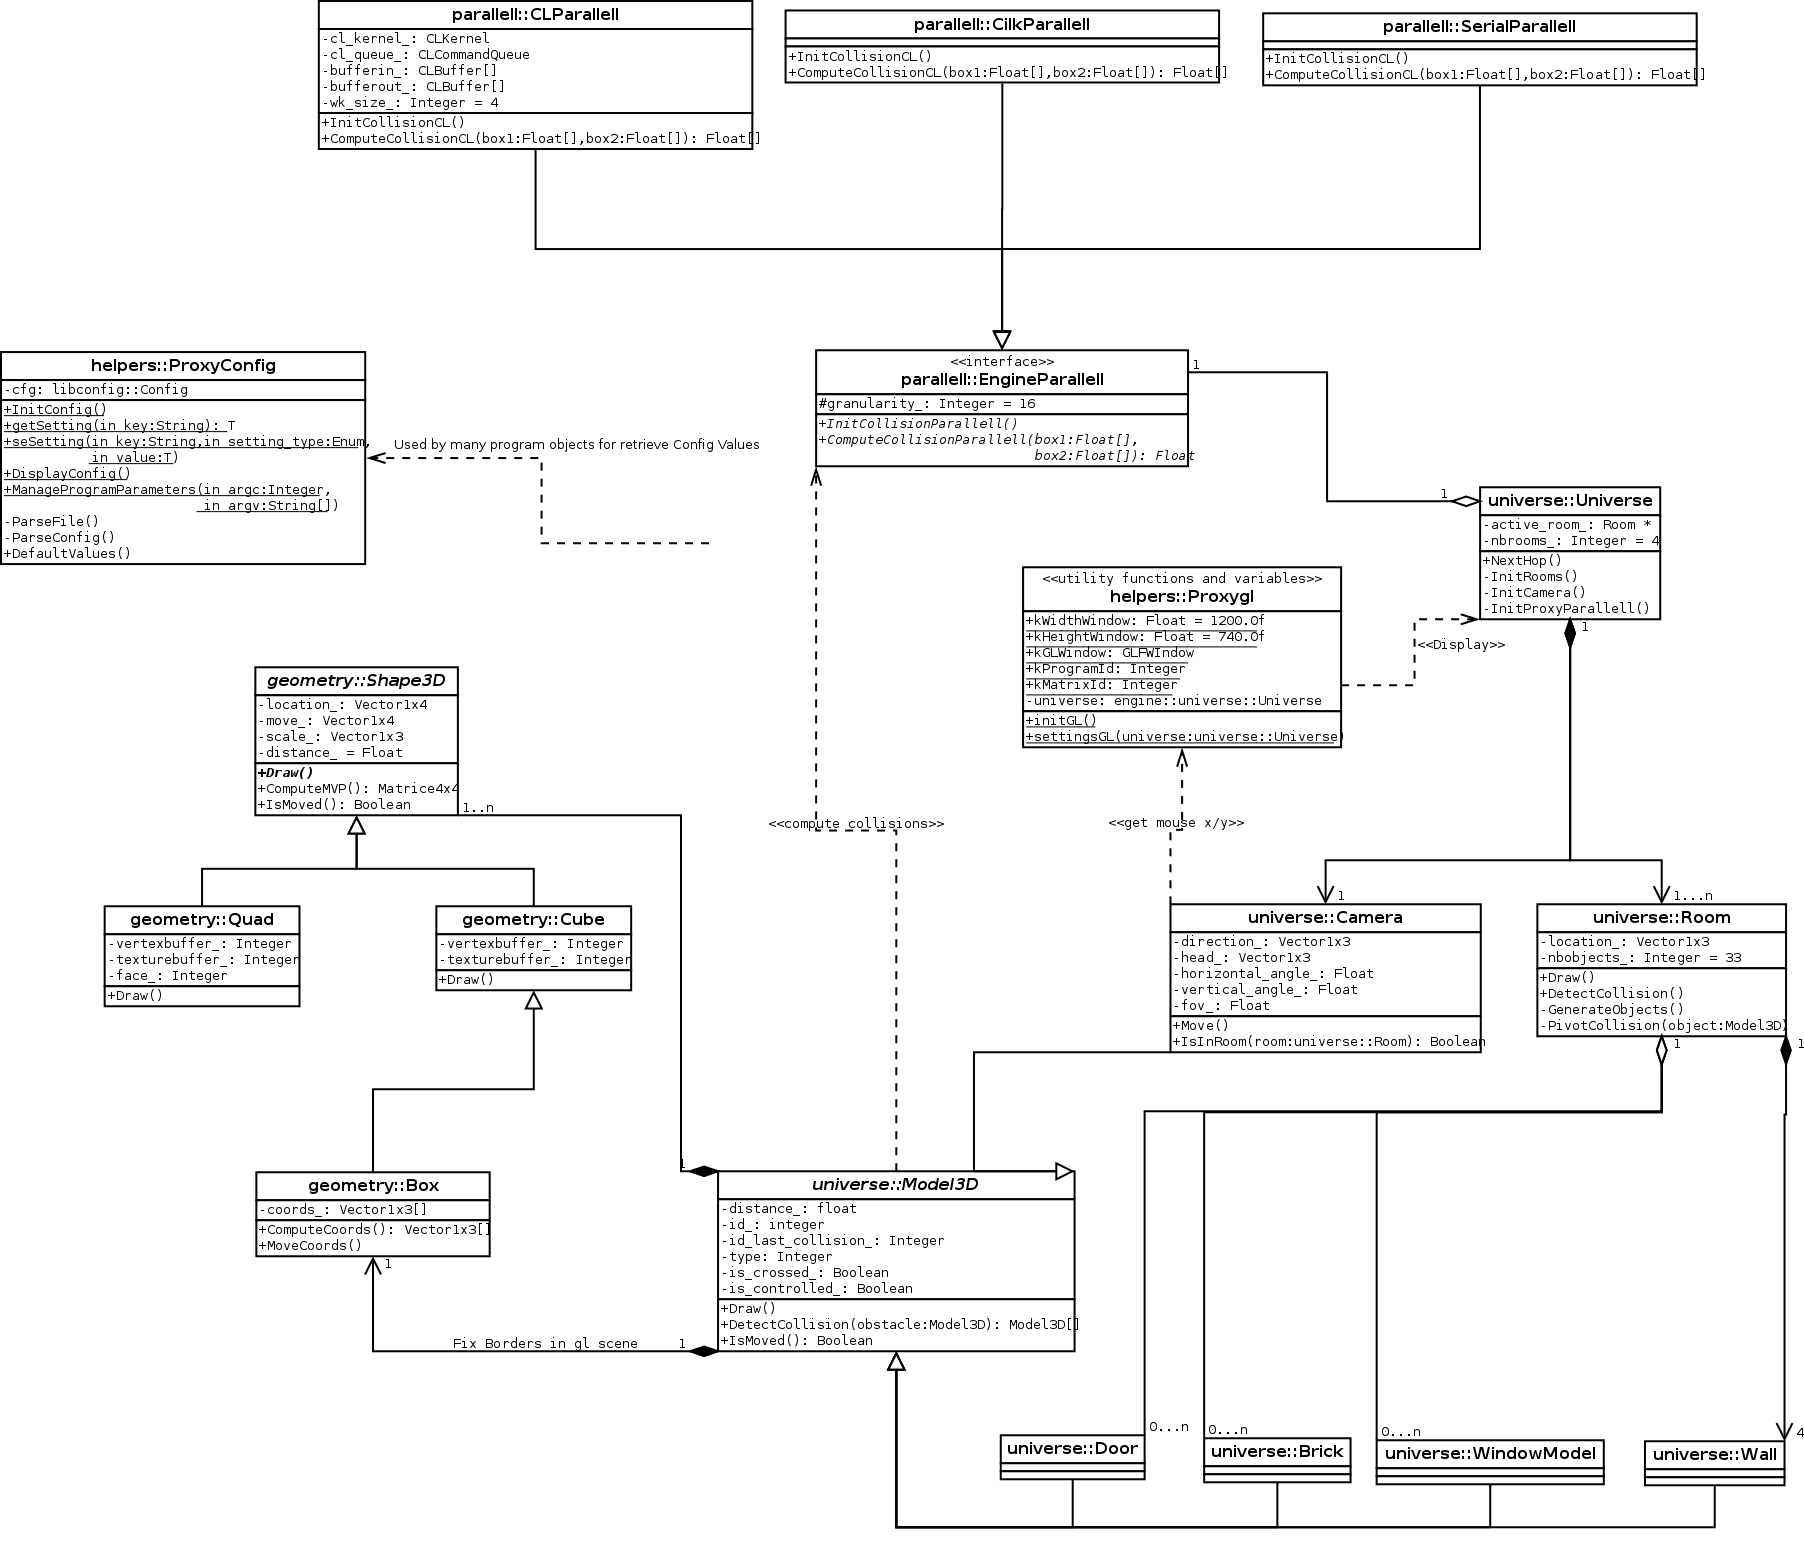 parallell::CLParallell
-cl_kernel_: CLKernel
-cl_queue_: CLCommandQueue
-bufferin_: CLBuffer[]
-bufferout_: CLBuffer[]
-wk_size_: Integer = 4
+InitCollisionCL()
+ComputeCollisionCL(box1:Float[],box2:Float[]): Float[]
parallell::CilkParallell
+InitCollisionCL()
+ComputeCollisionCL(box1:Float[],box2:Float[]): Float[]
parallell::SerialParallell
+InitCollisionCL()
+ComputeCollisionCL(box1:Float[],box2:Float[]): Float[]
helpers::ProxyConfig
-cfg: libconfig::Config
+InitConfig()
+getSetting(in key:String): T
+seSetting(in key:String,in setting_type:Enum,
in value:T)
+DisplayConfig()
+ManageProgramParameters(in argc:Integer,
in argv:String[])
-ParseFile()
-ParseConfig()
+DefaultValues()
Used by many program objects for retrieve Config Values
<<interface>>
parallell::EngineParallell
#granularity_: Integer = 16
+InitCollisionParallell()
+ComputeCollisionParallell(box1:Float[],
box2:Float[]): Float
1
1
universe::Universe
-active_room_: Room *
-nbrooms_: Integer = 4
+NextHop()
-InitRooms()
-InitCamera()
-InitProxyParallell()
1
<<Display>>
<<utility functions and variables>>
helpers::Proxygl
+kWidthWindow: Float = 1200.0f
+kHeightWindow: Float = 740.0f
+kGLWindow: GLFWIndow
+kProgramId: Integer
+kMatrixId: Integer
-universe: engine::universe::Universe
+initGL()
+settingsGL(universe:universe::Universe)
geometry::Shape3D
-location_: Vector1x4
-move_: Vector1x4
-scale_: Vector1x3
-distance_ = Float
+Draw()
+ComputeMVP(): Matrice4x4
+IsMoved(): Boolean
1..n
<<compute collisions>>
<<get mouse x/y>>
geometry::Quad
-vertexbuffer_: Integer
-texturebuffer_: Integer
-face_: Integer
+Draw()
geometry::Cube
-vertexbuffer_: Integer
-texturebuffer_: Integer
+Draw()
1
universe::Camera
-direction_: Vector1x3
-head_: Vector1x3
-horizontal_angle_: Float
-vertical_angle_: Float
-fov_: Float
+Move()
+IsInRoom(room:universe::Room): Boolean
1...n
universe::Room
-location_: Vector1x3
-nbobjects_: Integer = 33
+Draw()
+DetectCollision()
-GenerateObjects()
-PivotCollision(object:Model3D)
1
1
geometry::Box
-coords_: Vector1x3[]
+ComputeCoords(): Vector1x3[]
+MoveCoords()
1
1
universe::Model3D
-distance_: float
-id_: integer
-id_last_collision_: Integer
-type: Integer
-is_crossed_: Boolean
-is_controlled_: Boolean
+Draw()
+DetectCollision(obstacle:Model3D): Model3D[]
+IsMoved(): Boolean
Fix Borders in gl scene
1
0...n
0...n
0...n
4
universe::Door
universe::Brick
universe::WindowModel
universe::Wall